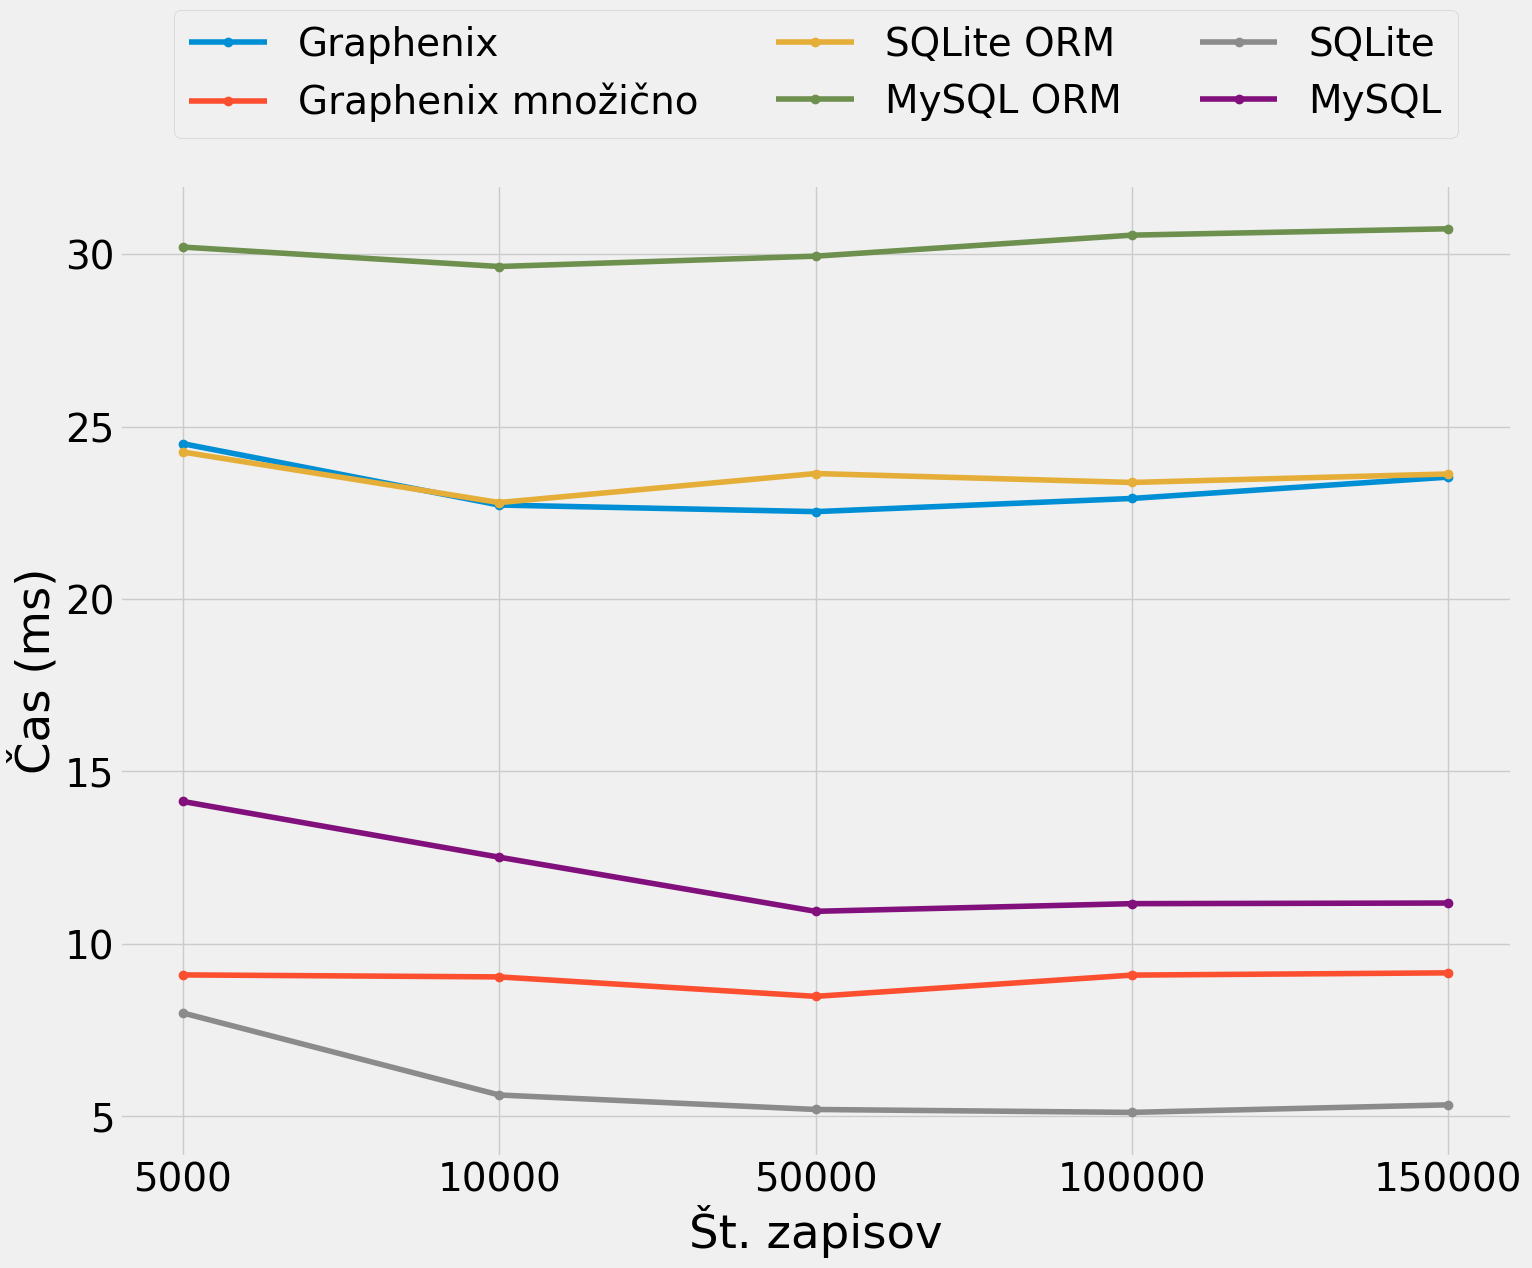 Graphenix
Graphenix množično
SQLite ORM
MySQL ORM
SQLite
MySQL
Čas (ms)
30
25
20
15
10
5
5000 10000 50000 100000 150000
Št. zapisov